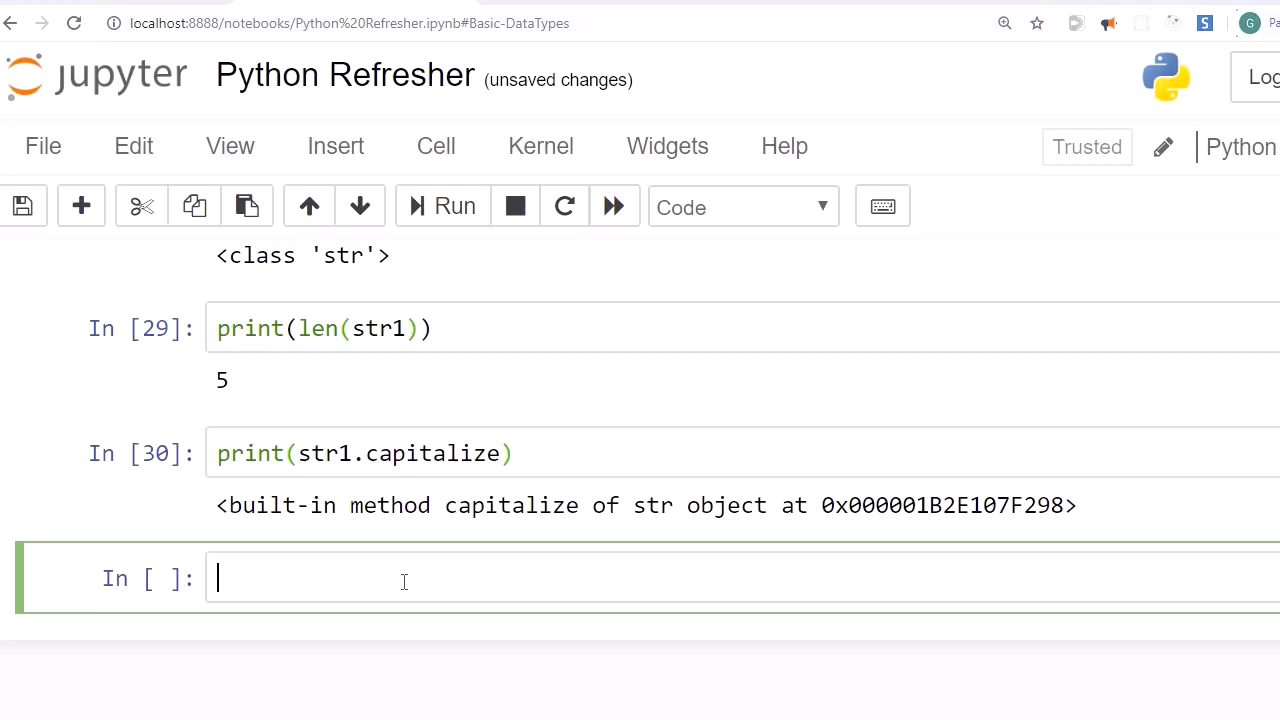 localhost:8888/notebooks/Python%20Refresher.ipynb#Basic-DataTypes
S
G
Pa
jupyter Python Refresher (unsaved changes)
Log
File Edit View Insert Cell Kernel Widgets Help
Trusted
Python
Run
Code
<class 'str'>
In [29]: print(len(str1))
5
In [30]: print(str1.capitalize)
<built-in method capitalize of str object at 0x000001B2E107F298>
In [ ]: